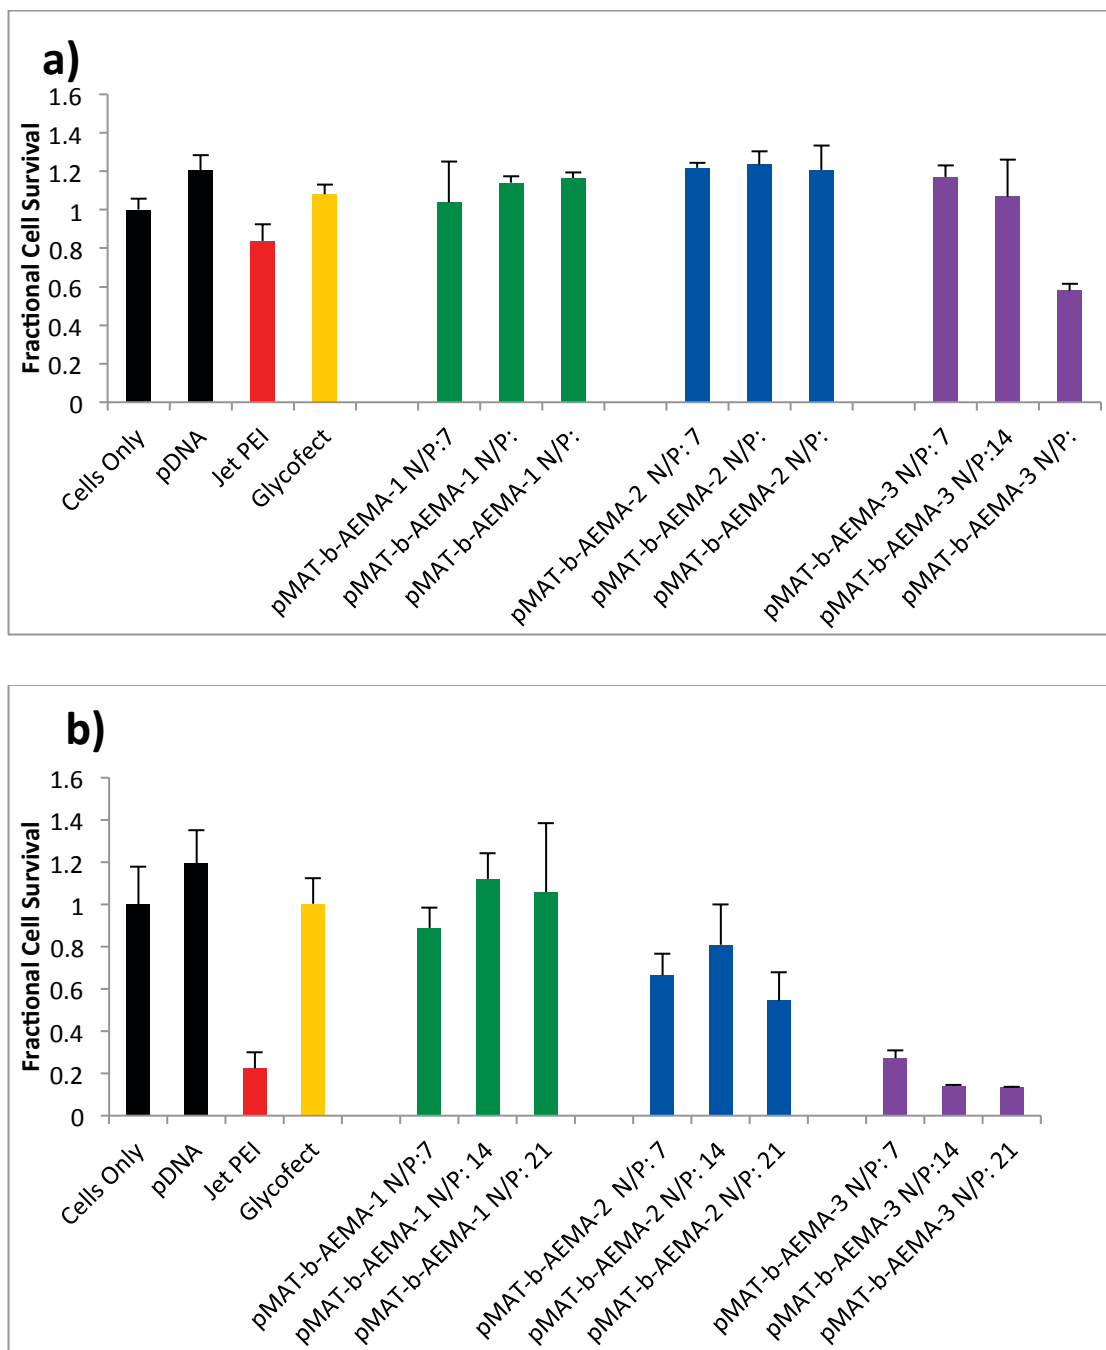 a)
Fractional Cell Survival
1.6
1.4
1.2
1
0.8
0.6
0.4
0.2
0
Cells Only
pDNA
Jet PEI
Glycofect
pMAT-b-AEMA-1 N/P:7
pMAT-b-AEMA-1 N/P:
pMAT-b-AEMA-1 N/P:
pMAT-b-AEMA-2 N/P: 7
pMAT-b-AEMA-2 N/P:
pMAT-b-AEMA-2 N/P:
pMAT-b-AEMA-3 N/P: 7
pMAT-b-AEMA-3 N/P:14
pMAT-b-AEMA-3 N/P:
b)
Fractional Cell Survival
1.6
1.4
1.2
1
0.8
0.6
0.4
0.2
0
Cells Only
pDNA
Jet PEI
Glycofect
pMAT-b-AEMA-1 N/P:7
pMAT-b-AEMA-1 N/P: 14
pMAT-b-AEMA-1 N/P: 21
pMAT-b-AEMA-2 N/P: 7
pMAT-b-AEMA-2 N/P: 14
pMAT-b-AEMA-2 N/P: 21
pMAT-b-AEMA-3 N/P: 7
pMAT-b-AEMA-3 N/P:14
pMAT-b-AEMA-3 N/P: 21